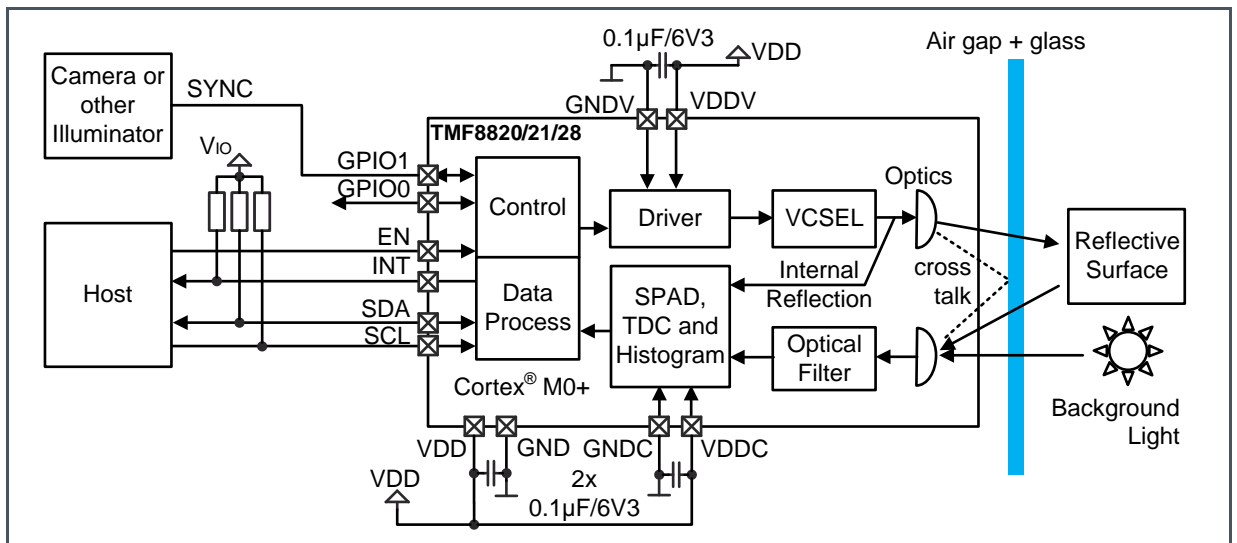 0.1µF/6V3
VDD
Air gap + glass
Camera or
other
Illuminator
SYNC
GNDV
VDDV
TMF8820/21/28
VIO
GPIO1
GPIO0
Control
Driver
VCSEL
Optics
Reflective
Surface
EN
INT
Host
Data
Process
Internal
Reflection
cross
talk
SPAD,
TDC and
Histogram
SDA
SCL
Optical
Filter
Cortex® M0+
Background
Light
VDD
GND
GNDC
VDDC
VDD
2x
0.1µF/6V3